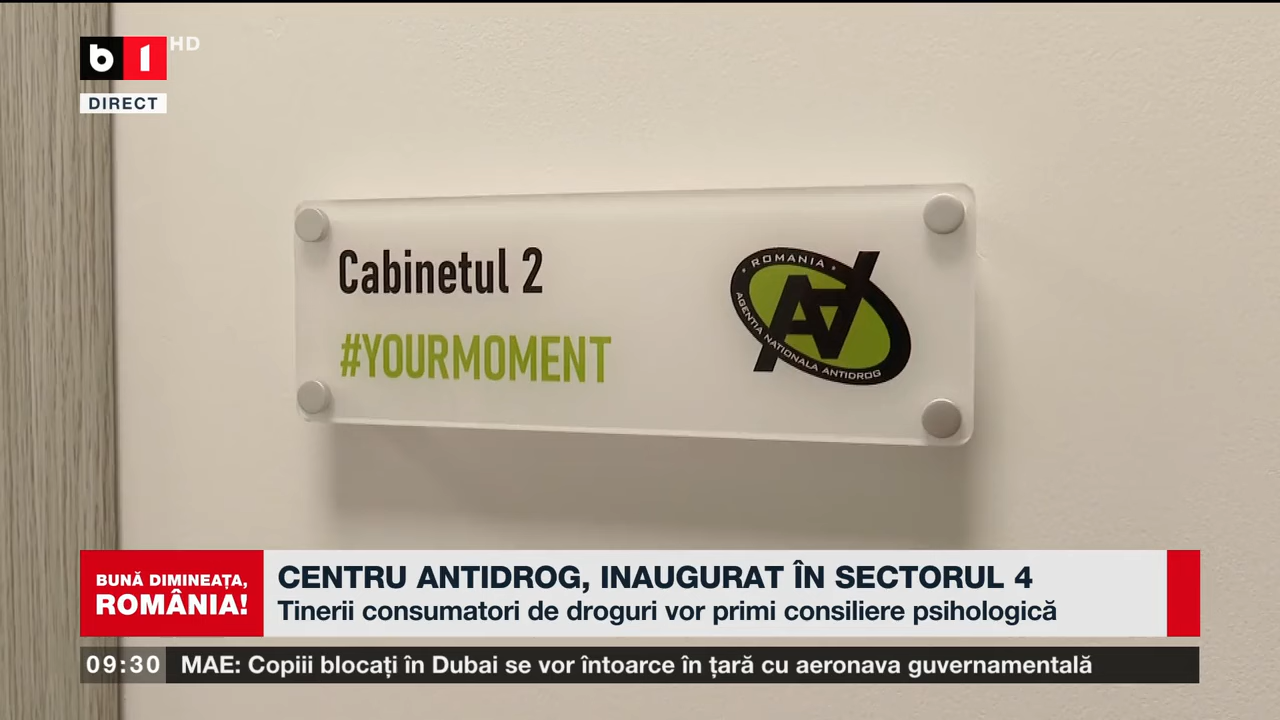 b1 HD
DIRECT
Cabinetul 2
#YOURMOMENT
• ROMANIA •
AGENTIA NATIONALA ANTIDROG
BUNĂ DIMINEAȚA,
ROMÂNIA!
CENTRU ANTIDROG, INAUGURAT ÎN SECTORUL 4
Tinerii consumatori de droguri vor primi consiliere psihologică
09:30 MAE: Copiii blocați în Dubai se vor întoarce în țară cu aeronava guvernamentală